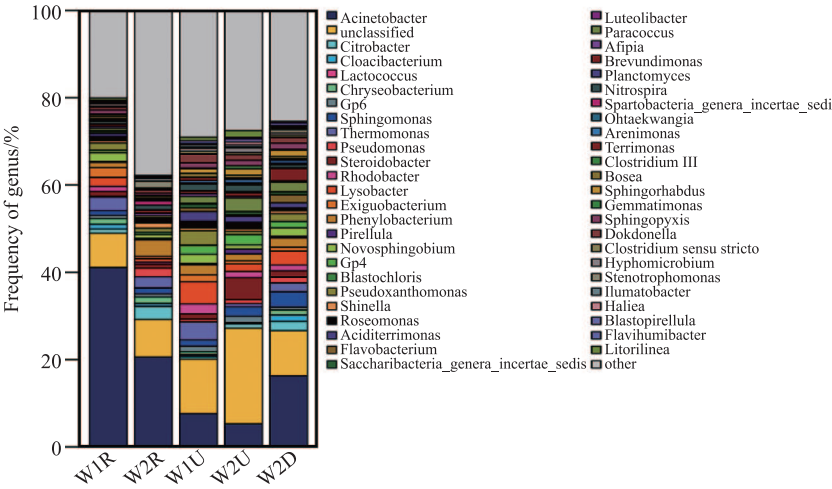 Frequency of genus/%
100
80
60
40
20
0
W1R
W2R
W1U
W2U
W2D
Acinetobacter
unclassified
Citrobacter
Cloacibacterium
Lactococcus
Chryseobacterium
Gp6
Sphingomonas
Thermomonas
Pseudomonas
Steroidobacter
Rhodobacter
Lysobacter
Exiguobacterium
Phenylobacterium
Pirellula
Novosphingobium
Gp4
Blastochloris
Pseudoxanthomonas
Shinella
Roseomonas
Aciditerrimonas
Flavobacterium
Saccharibacteria_genera_incertae_sedis
Luteolibacter
Paracoccus
Afipia
Brevundimonas
Planctomyces
Nitrospira
Spartobacteria_genera_incertae_sedi
Ohtaekwangia
Arenimonas
Terrimonas
Clostridium III
Bosea
Sphingorhabdus
Gemmatimonas
Sphingopyxis
Dokdonella
Clostridium sensu stricto
Hyphomicrobium
Stenotrophomonas
Ilumatobacter
Haliea
Blastopirellula
Flavihumibacter
Litorilinea
other